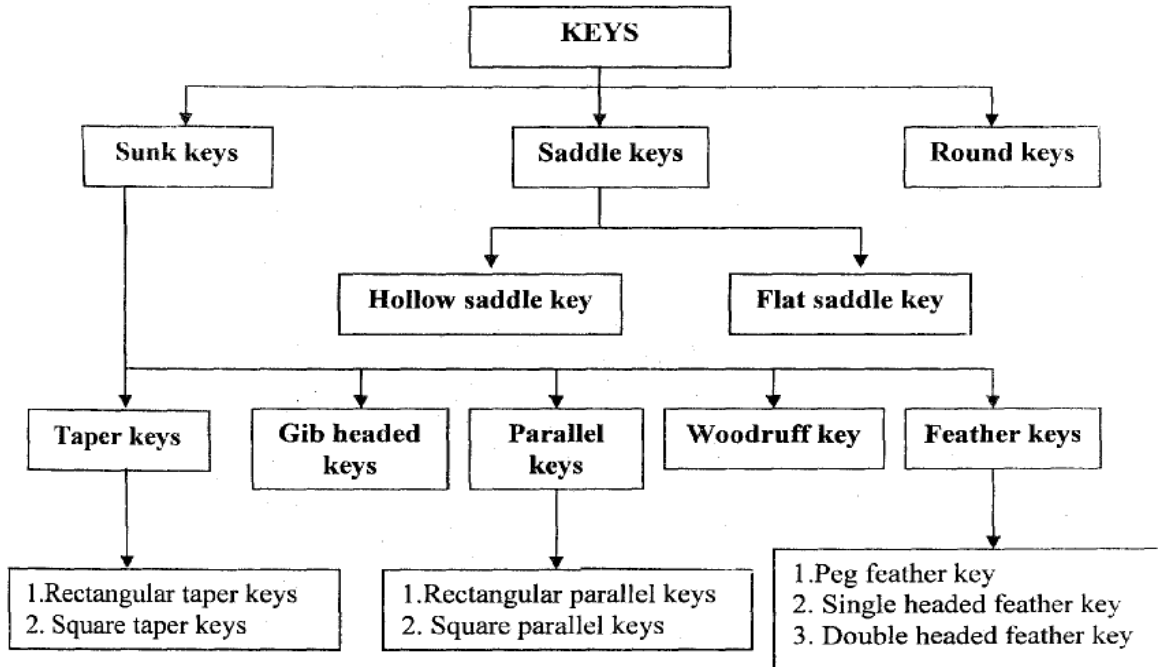 KEYS
Sunk keys
Saddle keys
Round keys
Hollow saddle key
Flat saddle key
Taper keys
Gib headed
keys
Parallel
keys
Woodruff key
Feather keys
1.Rectangular taper keys
2. Square taper keys
1.Rectangular parallel keys
2. Square parallel keys
1.Peg feather key
2. Single headed feather key
3. Double headed feather key